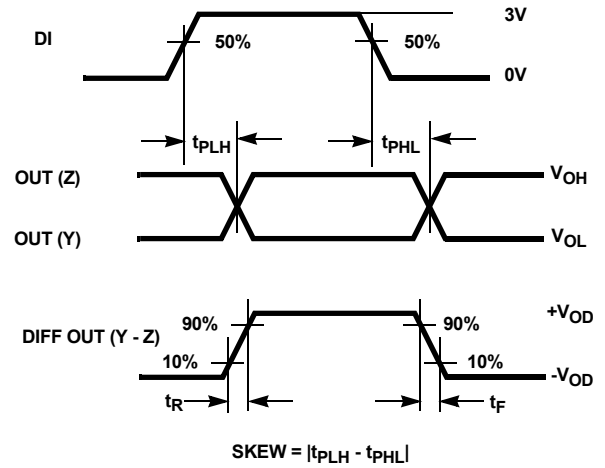 3V
DI
50%
50%
0V
tPLH
tPHL
OUT (Z)
VOH
OUT (Y)
VOL
+VOD
90%
90%
DIFF OUT (Y - Z)
10%
10%
-VOD
tR
tF
SKEW = |tPLH - tPHL|